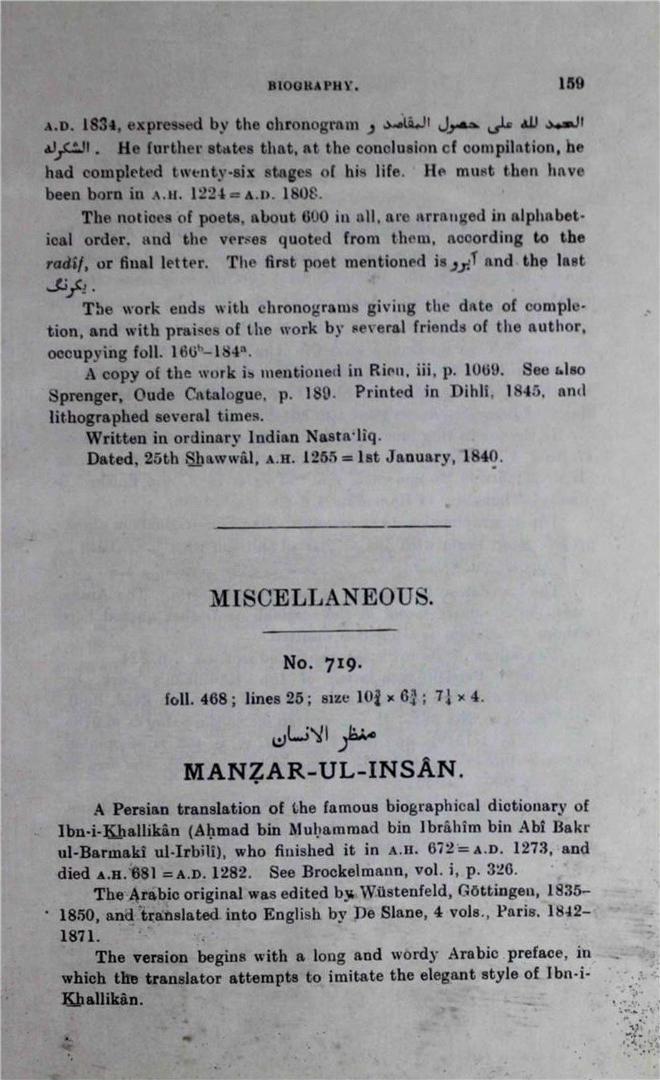 BIOGRAPHY. 159
A.D. 1834, expressed by the chronogram الحمد لله على حصول المقاصد و
الشكر له . He further states that, at the conclusion of compilation, he
had completed twenty-six stages of his life. He must then have
been born in A.H. 1224 = A.D. 1808.
The notices of poets, about 600 in all, are arranged in alphabet-
ical order, and the verses quoted from them, according to the
radîf, or final letter. The first poet mentioned is آبرو and the last
یکرنگ .
The work ends with chronograms giving the date of comple-
tion, and with praises of the work by several friends of the author,
occupying foll. 166ᵇ–184ᵃ.
A copy of the work is mentioned in Rieu, iii, p. 1069. See also
Sprenger, Oude Catalogue, p. 189. Printed in Dihlî, 1845, and
lithographed several times.
Written in ordinary Indian Nastaʻlîq.
Dated, 25th Shawwâl, A.H. 1255 = 1st January, 1840.
MISCELLANEOUS.
No. 719.
foll. 468 ; lines 25 ; size 10¾ × 6¾ ; 7¼ × 4.
منظر الانسان
MANẒAR-UL-INSÂN.
A Persian translation of the famous biographical dictionary of
Ibn-i-Khallikân (Aḥmad bin Muḥammad bin Ibrâhîm bin Abî Bakr
ul-Barmakî ul-Irbilî), who finished it in A.H. 672 = A.D. 1273, and
died A.H. 681 = A.D. 1282. See Brockelmann, vol. i, p. 326.
The Arabic original was edited by Wüstenfeld, Göttingen, 1835–
1850, and translated into English by De Slane, 4 vols., Paris. 1842–
1871.
The version begins with a long and wordy Arabic preface, in
which the translator attempts to imitate the elegant style of Ibn-i-
Khallikân.